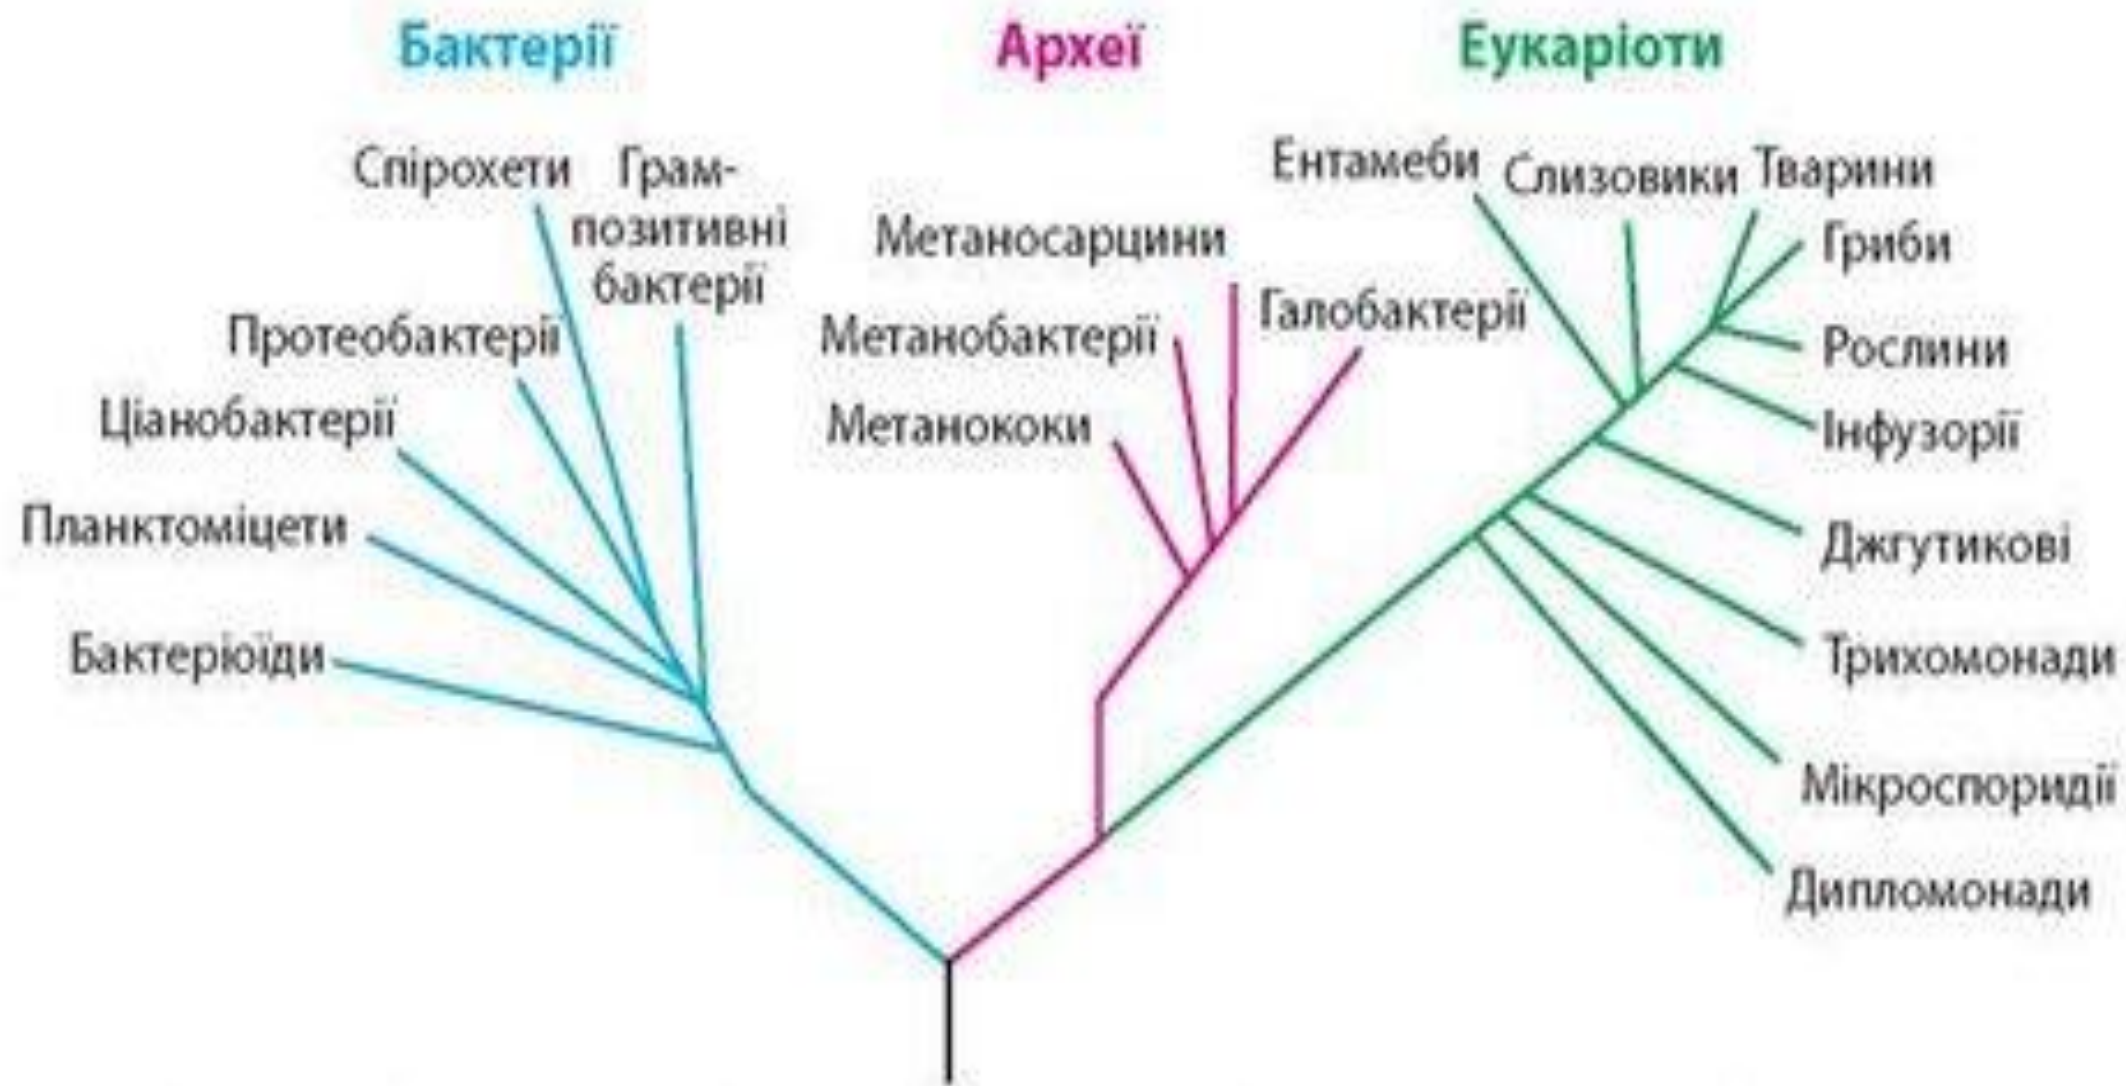 Бактерії
Археї
Еукаріоти
Спірохети
Грам-
позитивні
бактерії
Протеобактерії
Ціанобактерії
Планктоміцети
Бактеріоїди
Метаносарцини
Метанобактерії
Галобактерії
Метанококи
Ентамеби
Слизовики
Тварини
Гриби
Рослини
Інфузорії
Джгутикові
Трихомонади
Мікроспоридії
Дипломонади